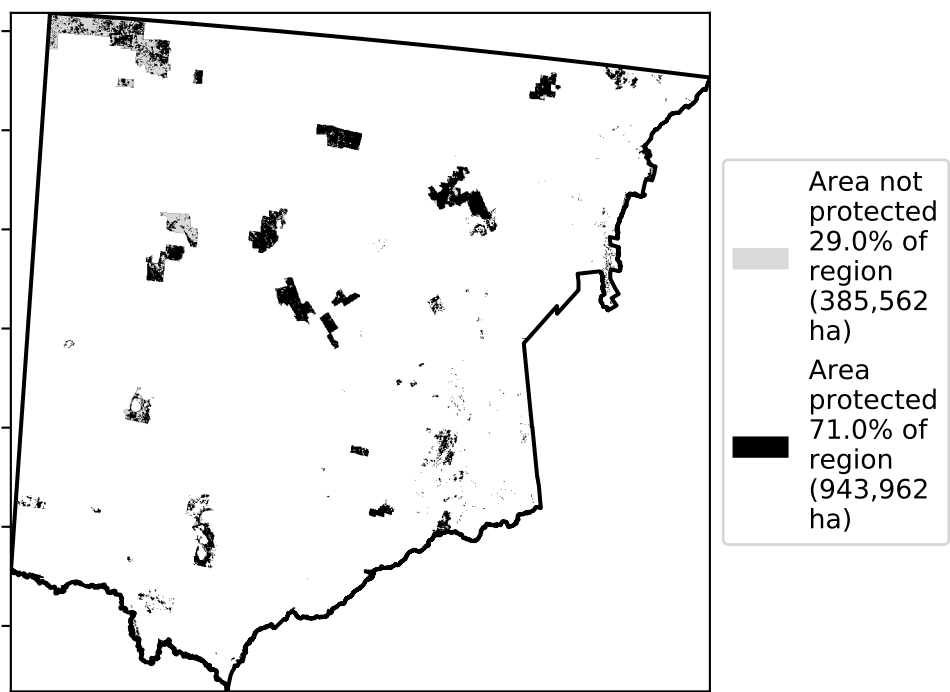 Area not
protected
29.0% of
region
(385,562
ha)
Area
protected
71.0% of
region
(943,962
ha)